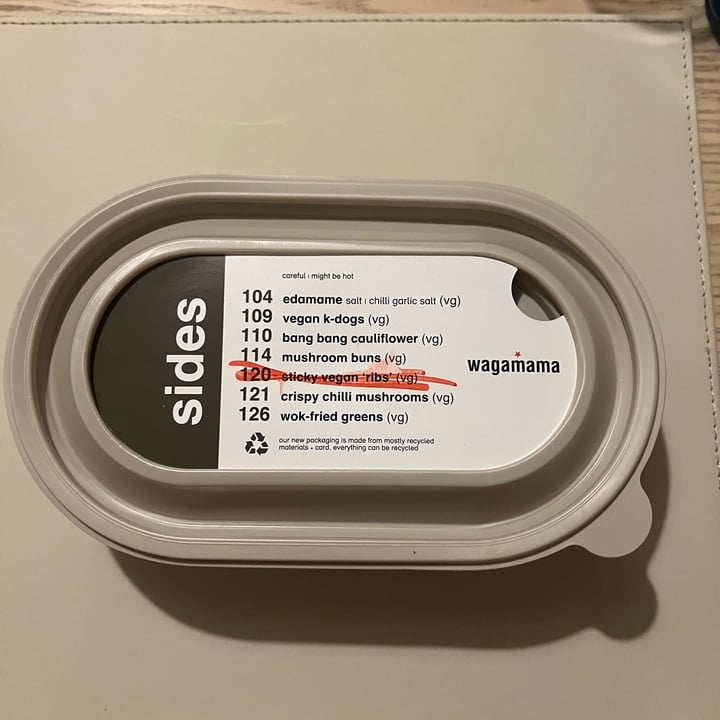 careful | might be hot
sides
104 edamame salt | chilli garlic salt (vg)
109 vegan k-dogs (vg)
110 bang bang cauliflower (vg)
114 mushroom buns (vg)
120 sticky vegan 'ribs' (vg)
121 crispy chilli mushrooms (vg)
126 wok-fried greens (vg)
wagamama
our new packaging is made from mostly recycled
materials + card. everything can be recycled